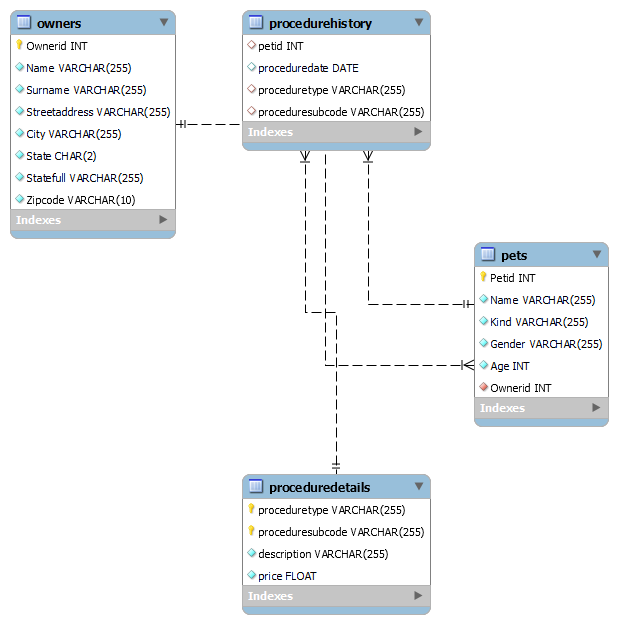 owners
Ownerid INT
Name VARCHAR(255)
Surname VARCHAR(255)
Streetaddress VARCHAR(255)
City VARCHAR(255)
State CHAR(2)
Statefull VARCHAR(255)
Zipcode VARCHAR(10)
Indexes
procedurehistory
petid INT
proceduredate DATE
proceduretype VARCHAR(255)
proceduresubcode VARCHAR(255)
Indexes
pets
Petid INT
Name VARCHAR(255)
Kind VARCHAR(255)
Gender VARCHAR(255)
Age INT
Ownerid INT
Indexes
proceduredetails
proceduretype VARCHAR(255)
proceduresubcode VARCHAR(255)
description VARCHAR(255)
price FLOAT
Indexes